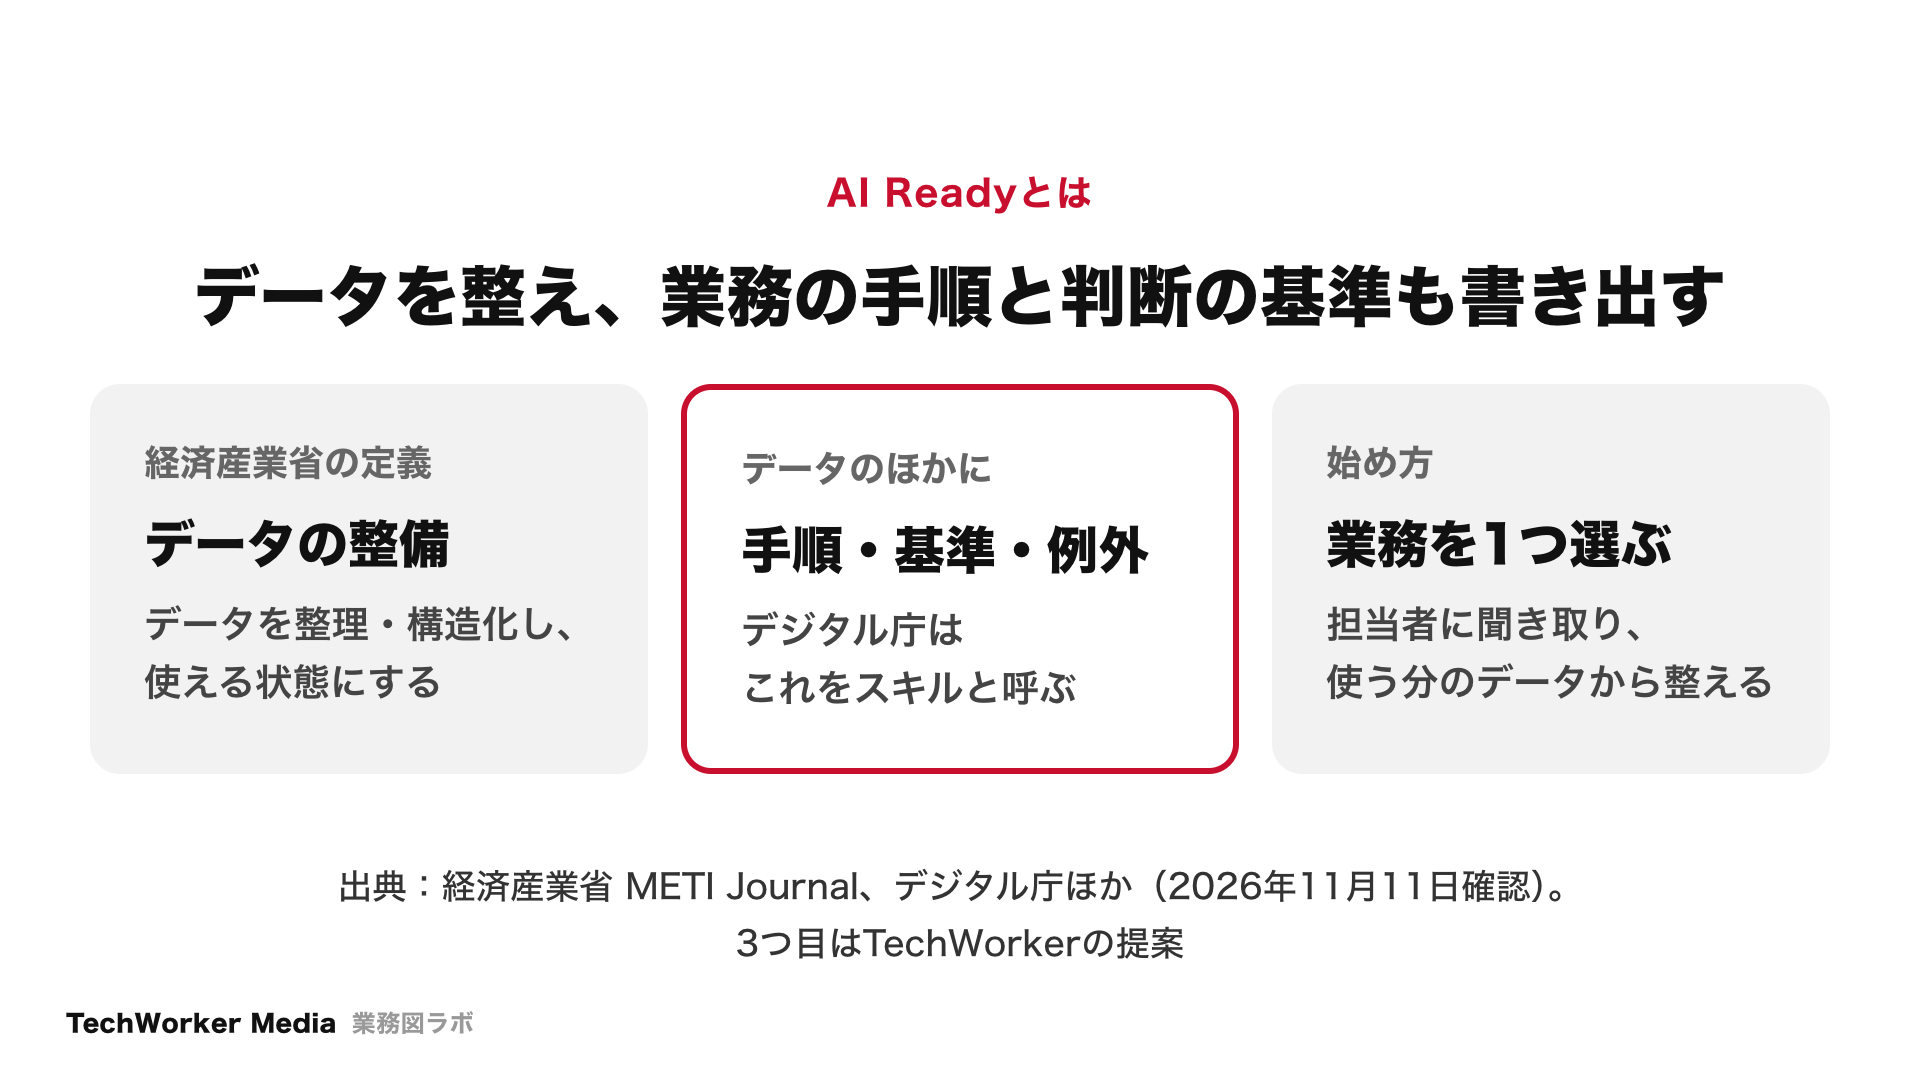 AI Readyとは
データを整え、業務の手順と判断の基準も書き出す
経済産業省の定義
データの整備
データを整理・構造化し、
使える状態にする
データのほかに
手順・基準・例外
デジタル庁は
これをスキルと呼ぶ
始め方
業務を1つ選ぶ
担当者に聞き取り、
使う分のデータから整える
出典：経済産業省 METI Journal、デジタル庁ほか（2026年11月11日確認）。
3つ目はTechWorkerの提案
TechWorker Media 業務図ラボ